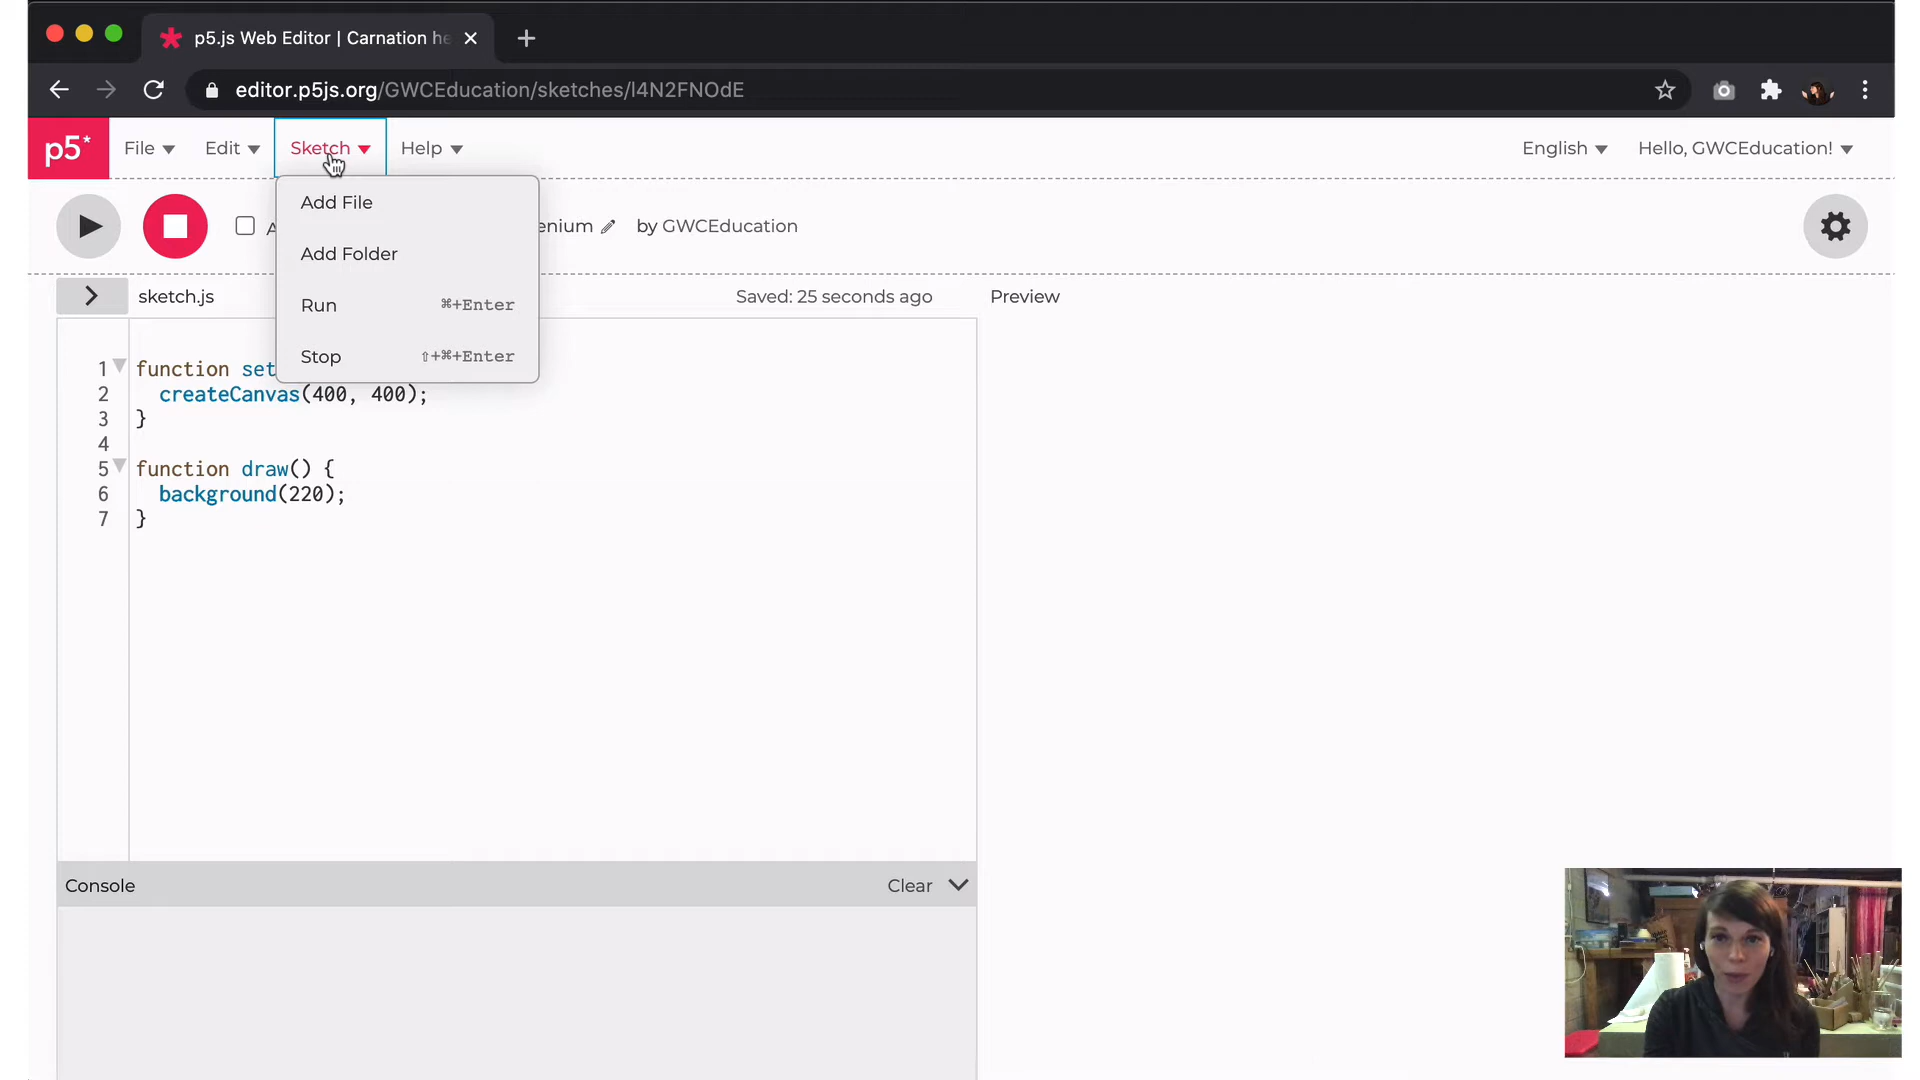 p5.js Web Editor | Carnation he
editor.p5js.org/GWCEducation/sketches/l4N2FNOdE
p5* File Edit Sketch Help English Hello, GWCEducation!
Add File
Add Folder
Run ⌘+Enter
Stop ⇧+⌘+Enter
A enium by GWCEducation
sketch.js Saved: 25 seconds ago Preview
1 function set
2 createCanvas(400, 400);
3 }
4
5 function draw() {
6 background(220);
7 }
Console Clear